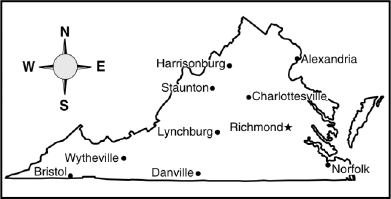 N
W E
S
Harrisonburg
Alexandria
Staunton
Charlottesville
Lynchburg
Richmond
Wytheville
Bristol
Danville
Norfolk